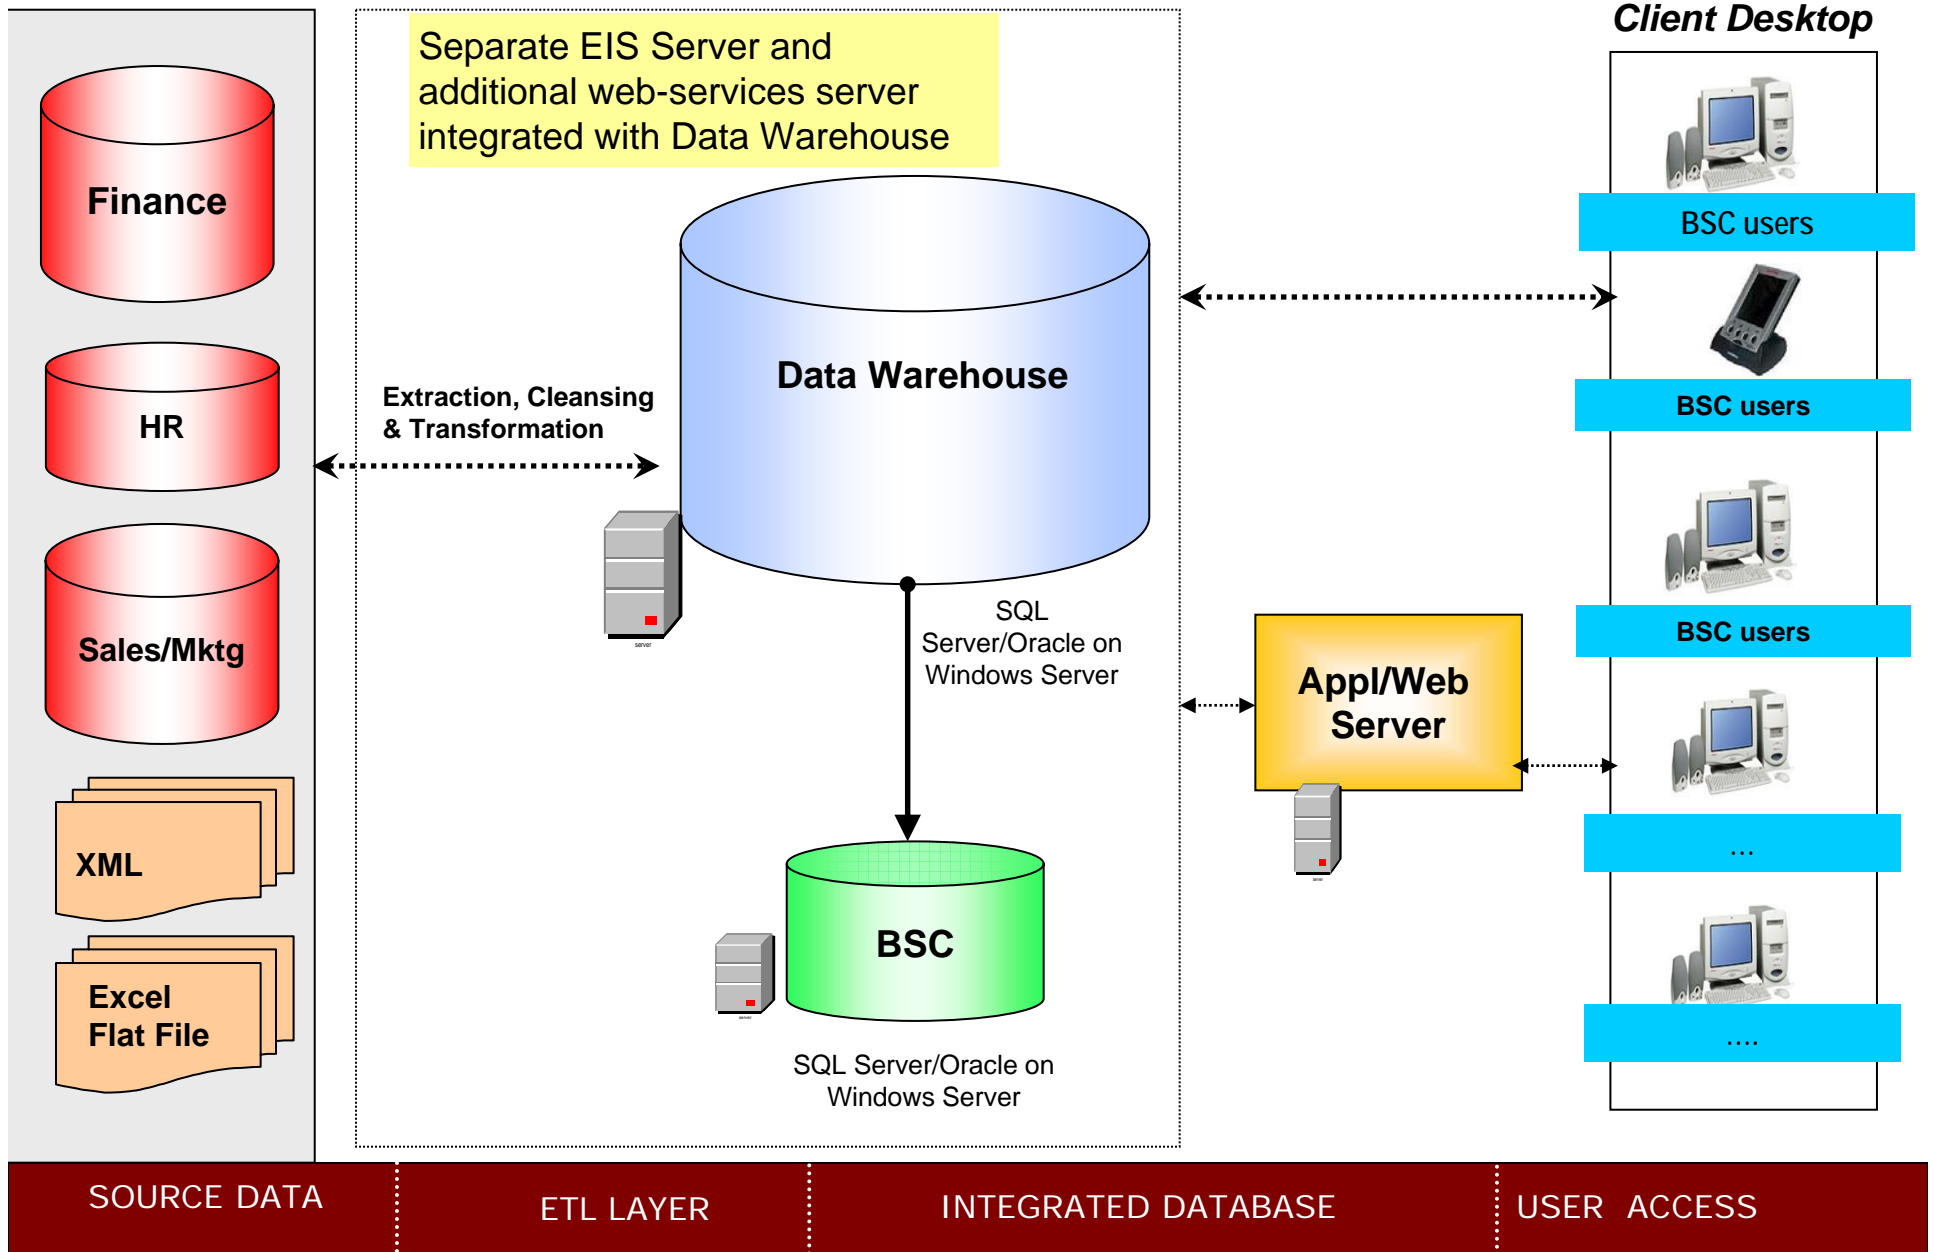 Client Desktop
Separate EIS Server and
additional web-services server
integrated with Data Warehouse
Finance
HR
Sales/Mktg
XML
Excel
Flat File
Extraction, Cleansing
& Transformation
Data Warehouse
server
SQL
Server/Oracle on
Windows Server
BSC
server
SQL Server/Oracle on
Windows Server
Appl/Web
Server
server
BSC users
BSC users
BSC users
...
....
SOURCE DATA
ETL LAYER
INTEGRATED DATABASE
USER ACCESS